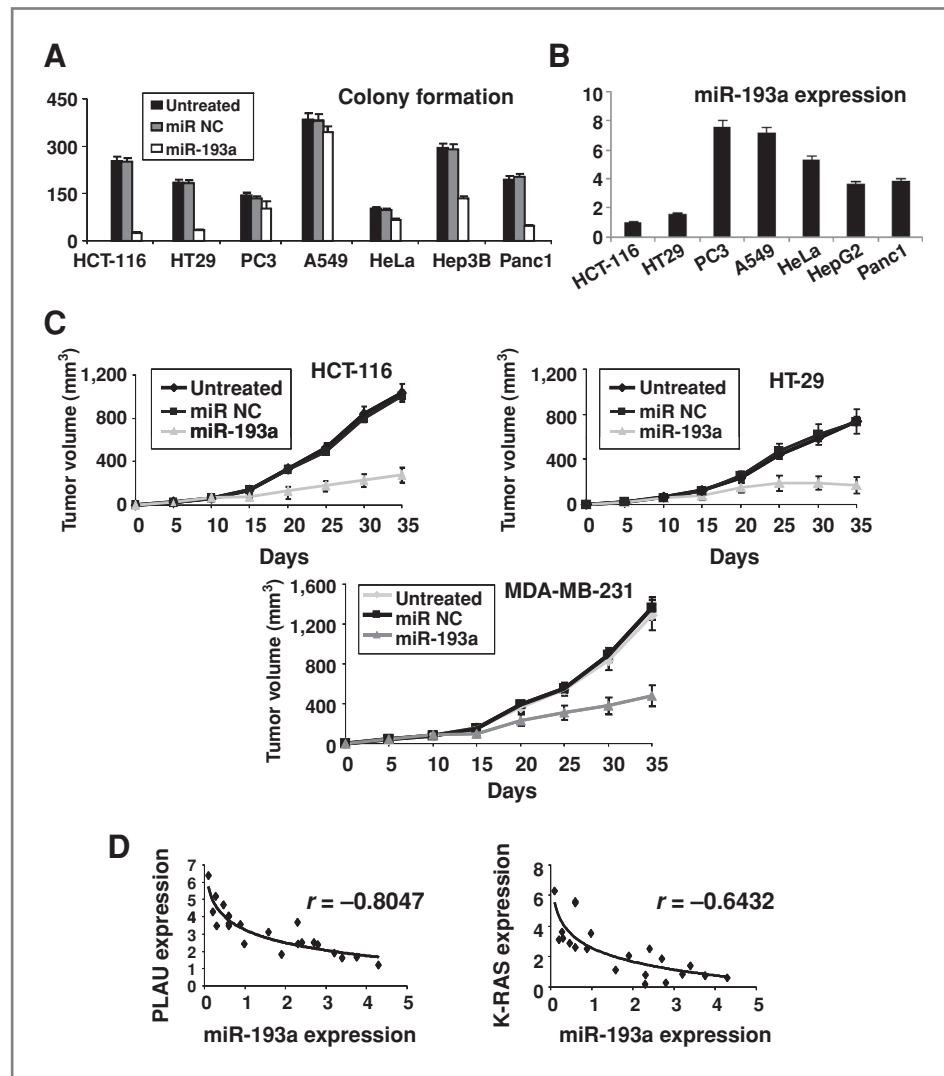 A
Colony formation
450
300
150
0
Untreated
miR NC
miR-193a
HCT-116 HT29 PC3 A549 HeLa Hep3B Panc1
B
miR-193a expression
10
8
6
4
2
0
HCT-116 HT29 PC3 A549 HeLa HepG2 Panc1
C
HCT-116
Tumor volume (mm³)
1,200
800
400
0
Untreated
miR NC
miR-193a
0 5 10 15 20 25 30 35
Days
HT-29
Tumor volume (mm³)
1,200
800
400
0
Untreated
miR NC
miR-193a
0 5 10 15 20 25 30 35
Days
MDA-MB-231
Tumor volume (mm³)
1,600
1,200
800
400
0
Untreated
miR NC
miR-193a
0 5 10 15 20 25 30 35
Days
D
PLAU expression
7
6
5
4
3
2
1
0
r = –0.8047
0 1 2 3 4 5
miR-193a expression
K-RAS expression
8
6
4
2
0
r = –0.6432
0 1 2 3 4 5
miR-193a expression